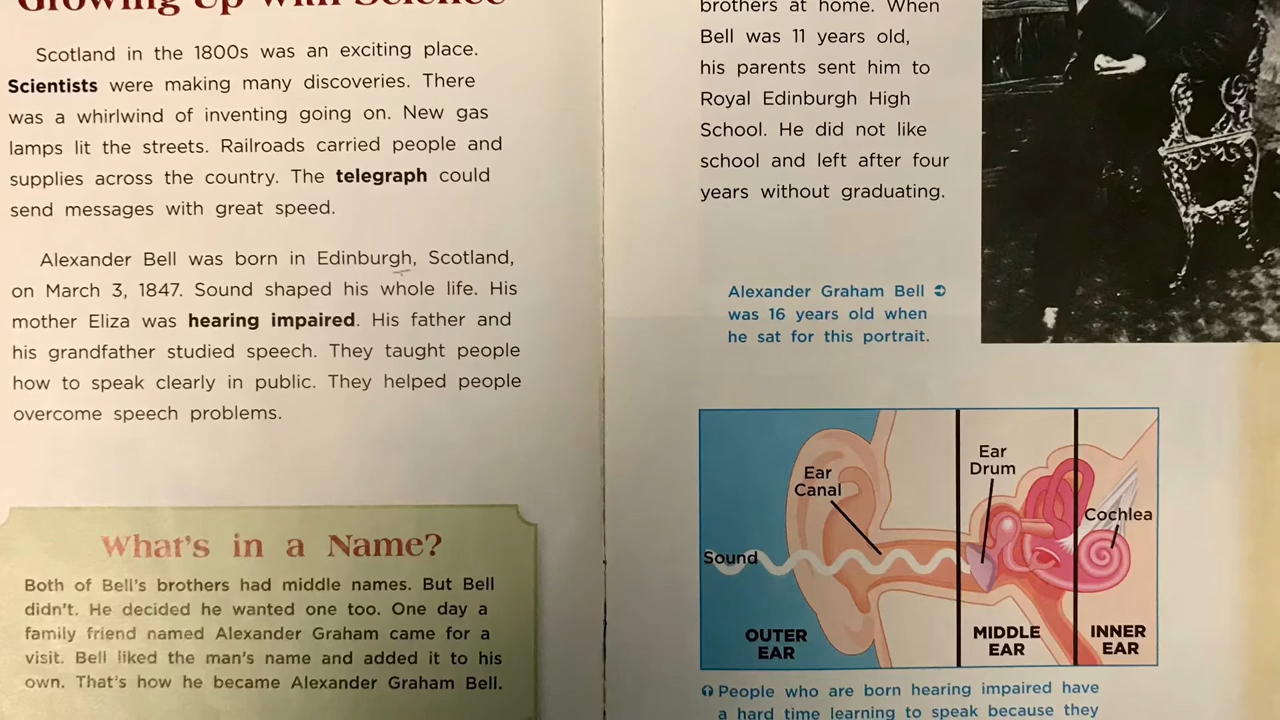 Growing Up with Science
Scotland in the 1800s was an exciting place.
Scientists were making many discoveries. There
was a whirlwind of inventing going on. New gas
lamps lit the streets. Railroads carried people and
supplies across the country. The telegraph could
send messages with great speed.
Alexander Bell was born in Edinburgh, Scotland,
on March 3, 1847. Sound shaped his whole life. His
mother Eliza was hearing impaired. His father and
his grandfather studied speech. They taught people
how to speak clearly in public. They helped people
overcome speech problems.
What's in a Name?
Both of Bell's brothers had middle names. But Bell
didn't. He decided he wanted one too. One day a
family friend named Alexander Graham came for a
visit. Bell liked the man's name and added it to his
own. That's how he became Alexander Graham Bell.
brothers at home. When
Bell was 11 years old,
his parents sent him to
Royal Edinburgh High
School. He did not like
school and left after four
years without graduating.
Alexander Graham Bell
was 16 years old when
he sat for this portrait.
Ear
Canal
Ear
Drum
Cochlea
Sound
OUTER
EAR
MIDDLE
EAR
INNER
EAR
People who are born hearing impaired have
a hard time learning to speak because they